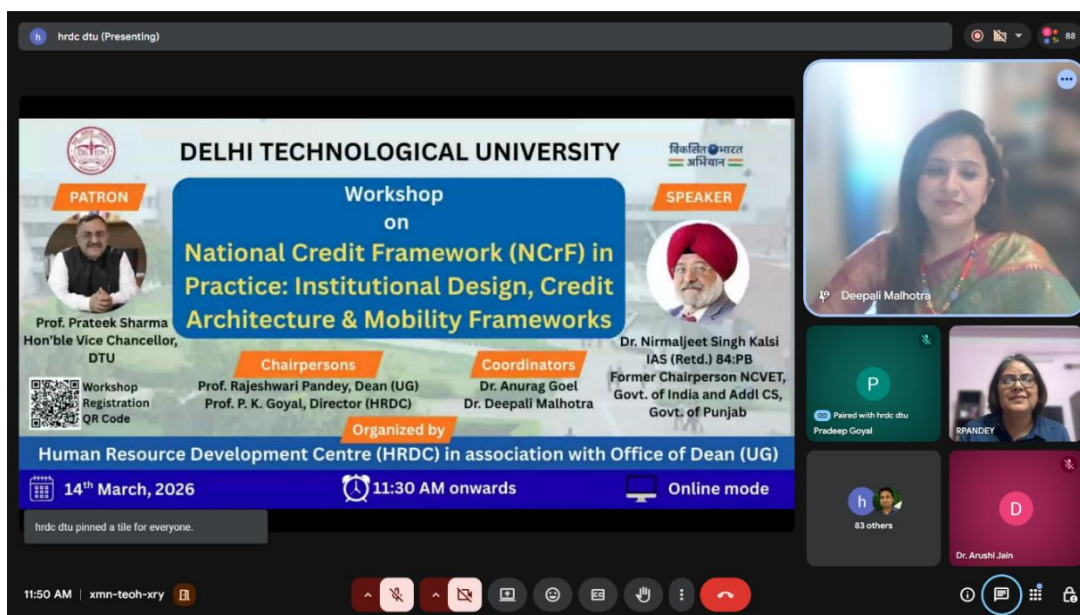 h
hrdc dtu (Presenting)
88
DELHI TECHNOLOGICAL UNIVERSITY
विकसित भारत
अभियान
PATRON
Workshop
on
National Credit Framework (NCrF) in
Practice: Institutional Design, Credit
Architecture & Mobility Frameworks
SPEAKER
Prof. Prateek Sharma
Hon'ble Vice Chancellor,
DTU
Workshop
Registration
QR Code
Chairpersons
Prof. Rajeshwari Pandey, Dean (UG)
Prof. P. K. Goyal, Director (HRDC)
Coordinators
Dr. Anurag Goel
Dr. Deepali Malhotra
Dr. Nirmaljeet Singh Kalsi
IAS (Retd.) 84:PB
Former Chairperson NCVET,
Govt. of India and Addl CS,
Govt. of Punjab
Organized by
Human Resource Development Centre (HRDC) in association with Office of Dean (UG)
14th March, 2026
11:30 AM onwards
Online mode
hrdc dtu pinned a tile for everyone.
Deepali Malhotra
P
Paired with hrdc dtu
Pradeep Goyal
RPANDEY
h
83 others
D
Dr. Arushi Jain
11:50 AM | xmn-teoh-xry
CC